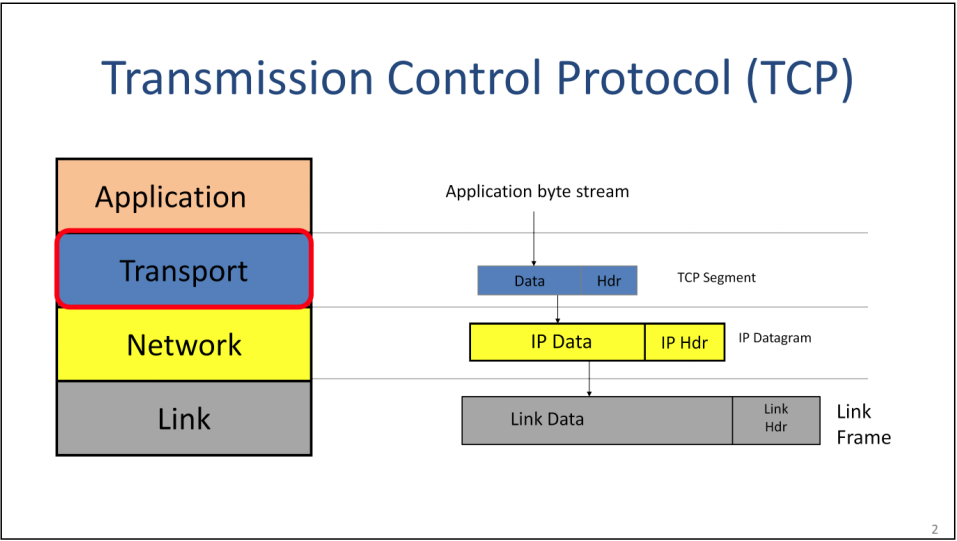 Transmission Control Protocol (TCP)
Application
Application byte stream
Transport
Data
Hdr
TCP Segment
Network
IP Data
IP Hdr
IP Datagram
Link
Link Data
Link
Hdr
Link
Frame
2